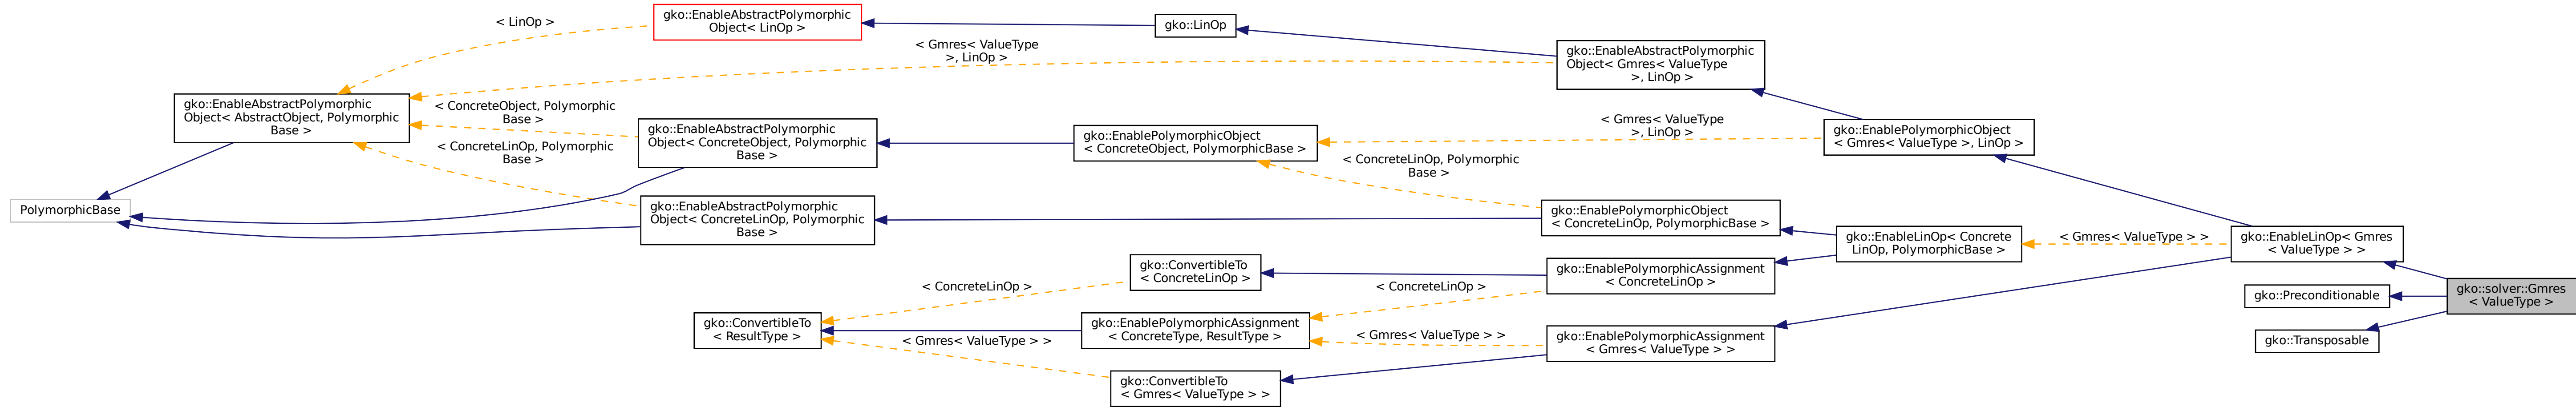 < LinOp >
gko::EnableAbstractPolymorphic
Object< LinOp >
gko::LinOp
< Gmres< ValueType
>, LinOp >
gko::EnableAbstractPolymorphic
Object< Gmres< ValueType
>, LinOp >
gko::EnableAbstractPolymorphic
Object< AbstractObject, Polymorphic
Base >
< ConcreteObject, Polymorphic
Base >
< ConcreteLinOp, Polymorphic
Base >
gko::EnableAbstractPolymorphic
Object< ConcreteObject, Polymorphic
Base >
gko::EnablePolymorphicObject
< ConcreteObject, PolymorphicBase >
< Gmres< ValueType
>, LinOp >
< ConcreteLinOp, Polymorphic
Base >
gko::EnablePolymorphicObject
< Gmres< ValueType >, LinOp >
PolymorphicBase
gko::EnableAbstractPolymorphic
Object< ConcreteLinOp, Polymorphic
Base >
gko::EnablePolymorphicObject
< ConcreteLinOp, PolymorphicBase >
gko::EnableLinOp< Concrete
LinOp, PolymorphicBase >
< Gmres< ValueType > >
gko::EnableLinOp< Gmres
< ValueType > >
gko::ConvertibleTo
< ConcreteLinOp >
gko::EnablePolymorphicAssignment
< ConcreteLinOp >
< ConcreteLinOp >
< ConcreteLinOp >
gko::Preconditionable
gko::solver::Gmres
< ValueType >
gko::ConvertibleTo
< ResultType >
gko::EnablePolymorphicAssignment
< ConcreteType, ResultType >
< Gmres< ValueType > >
< Gmres< ValueType > >
gko::EnablePolymorphicAssignment
< Gmres< ValueType > >
gko::Transposable
gko::ConvertibleTo
< Gmres< ValueType > >